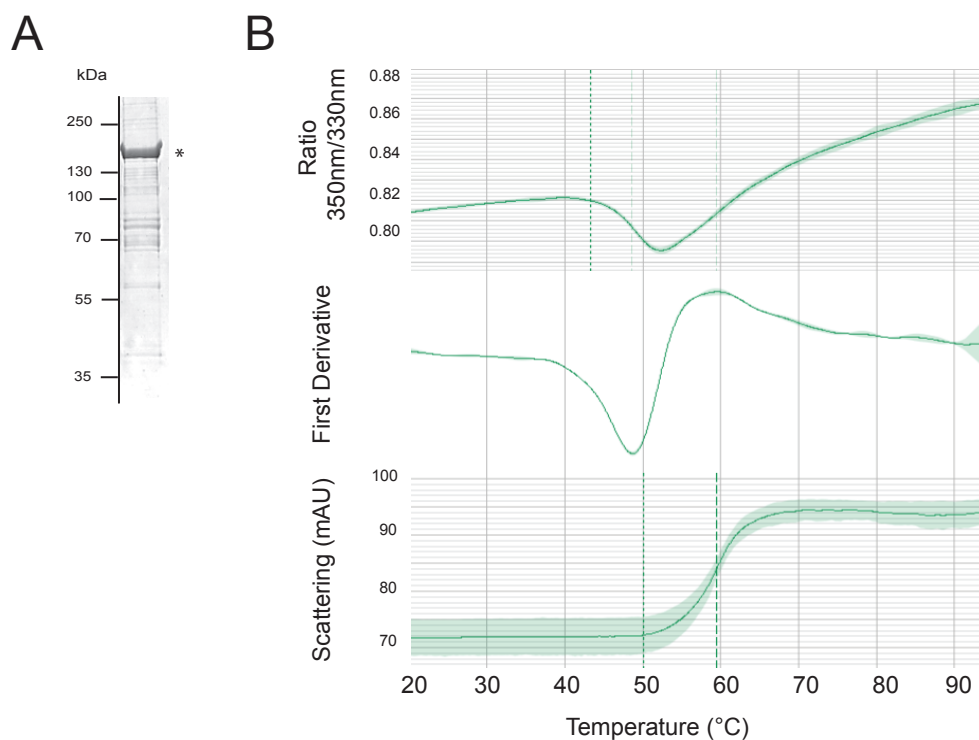 A
kDa
250
130
100
70
55
35
*
B
Ratio
350nm/330nm
0.88
0.86
0.84
0.82
0.80
First Derivative
Scattering (mAU)
100
90
80
70
20 30 40 50 60 70 80 90
Temperature (°C)